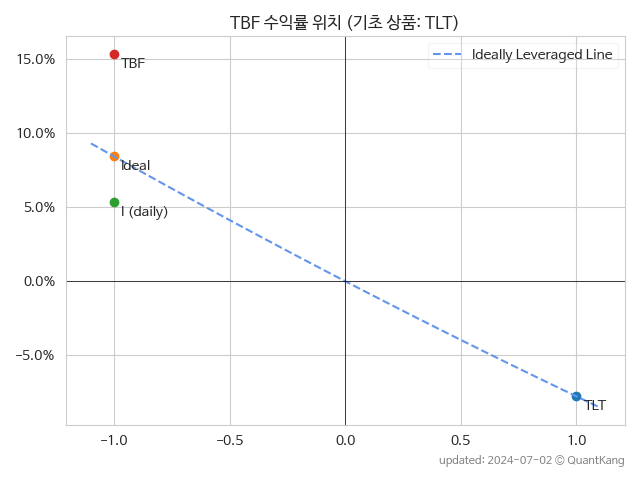 TBF 수익률 위치 (기초 상품: TLT)
Ideally Leveraged Line
15.0%
10.0%
5.0%
0.0%
−5.0%
TBF
Ideal
I (daily)
TLT
−1.0
−0.5
0.0
0.5
1.0
updated: 2024-07-02 © QuantKang